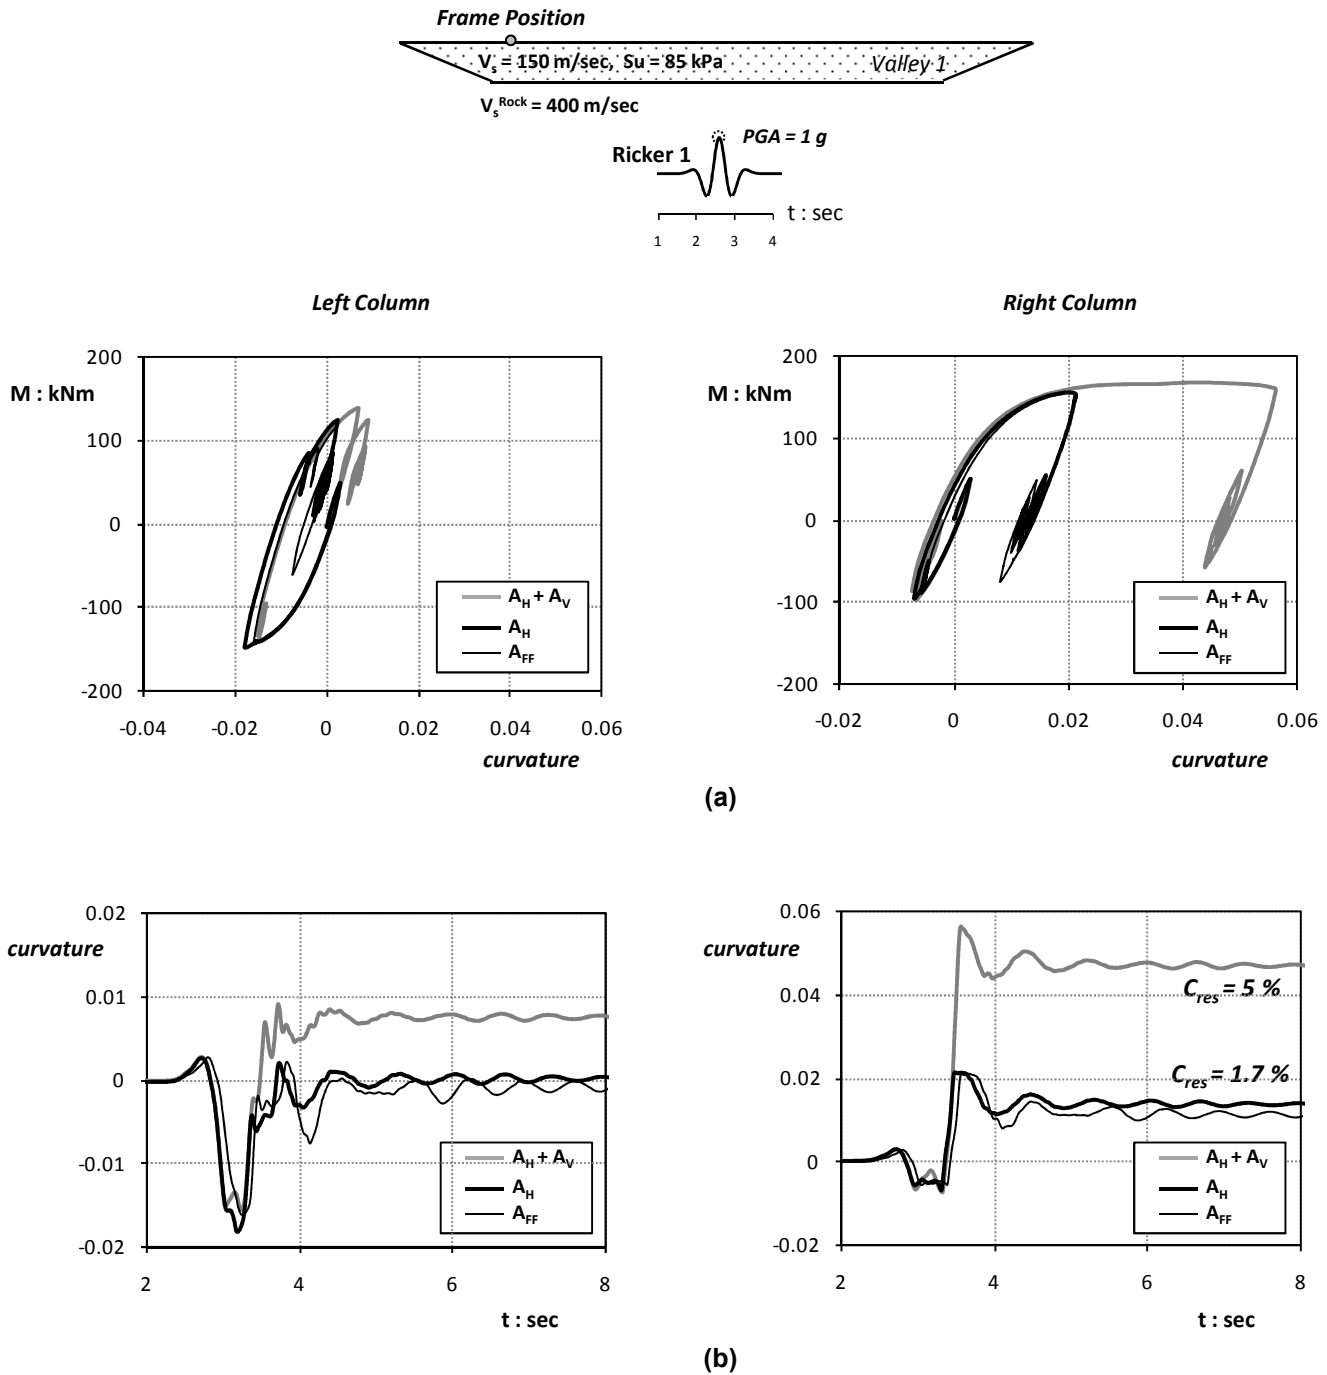 Frame Position
Vs = 150 m/sec, Su = 85 kPa
Valley 1
VsRock = 400 m/sec
PGA = 1 g
Ricker 1
t : sec
1 2 3 4
Left Column
Right Column
M : kNm
200
100
0
-100
-200
-0.04 -0.02 0 0.02 0.04 0.06
curvature
AH + AV
AH
AFF
M : kNm
200
100
0
-100
-200
-0.02 0 0.02 0.04 0.06
curvature
AH + AV
AH
AFF
(a)
curvature
0.02
0.01
0
-0.01
-0.02
2 4 6 8
t : sec
AH + AV
AH
AFF
curvature
0.06
0.04
0.02
0
-0.02
2 4 6 8
t : sec
Cres = 5 %
Cres = 1.7 %
AH + AV
AH
AFF
(b)